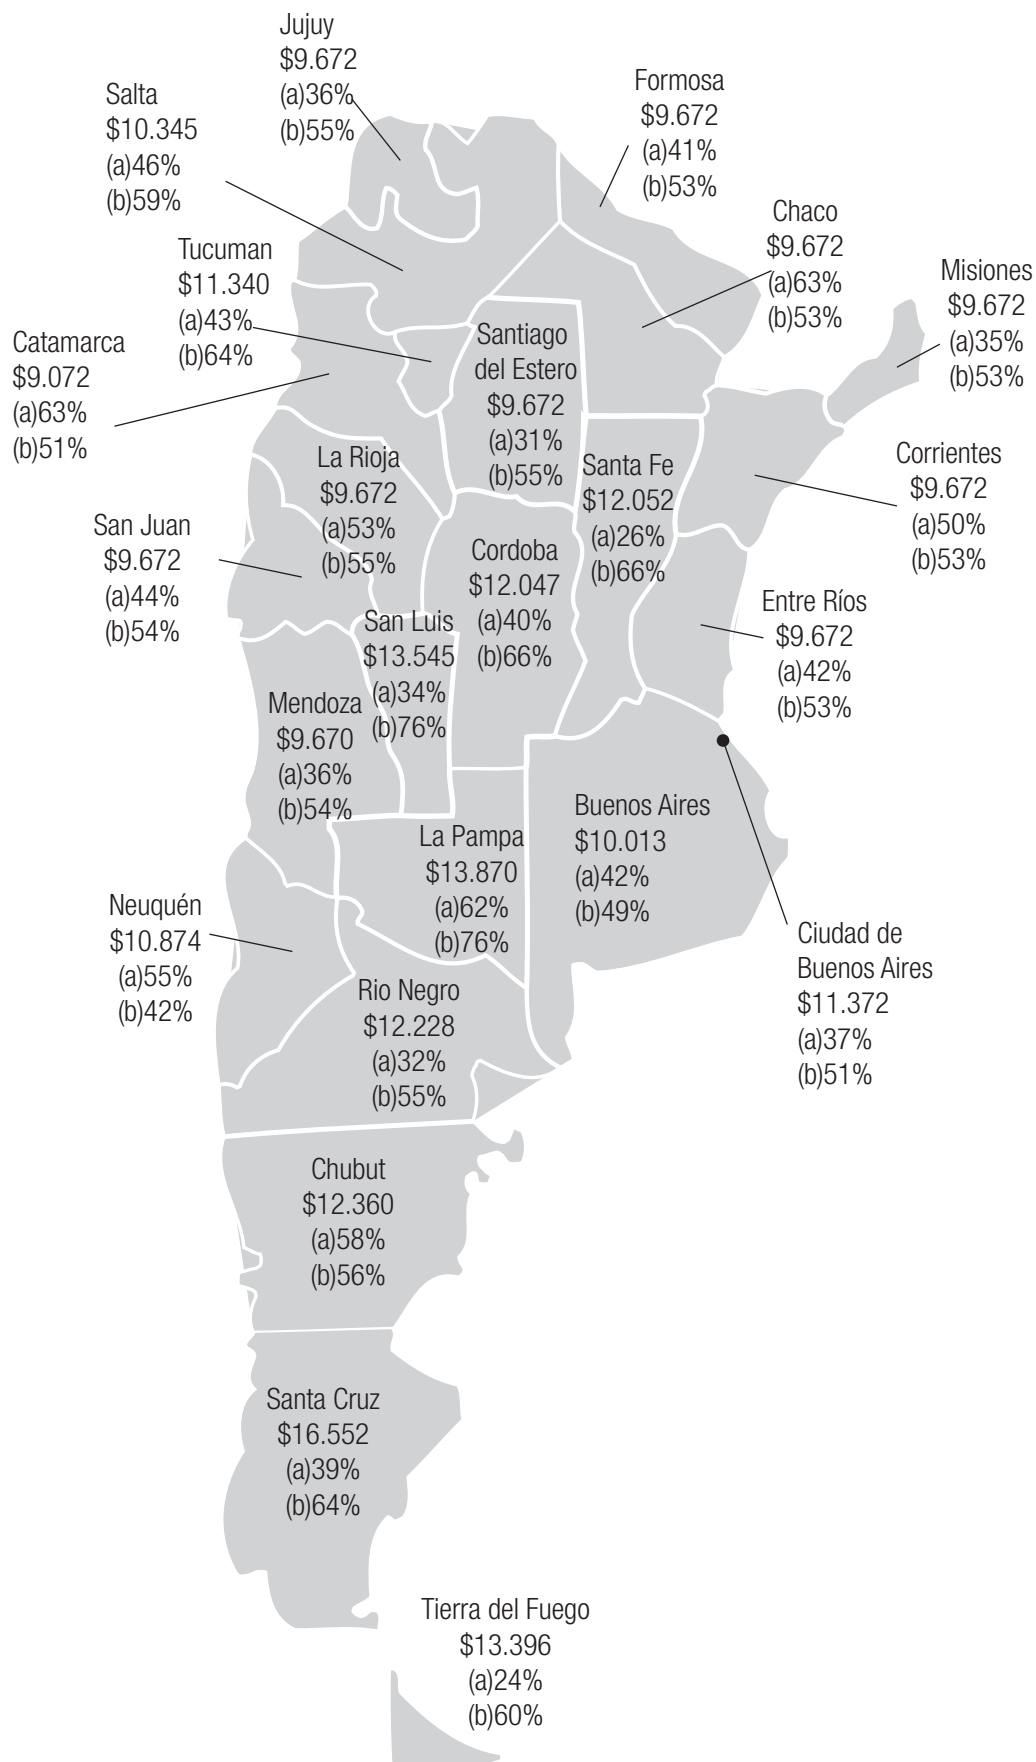 Jujuy
$9.672
(a)36%
(b)55%
Salta
$10.345
(a)46%
(b)59%
Formosa
$9.672
(a)41%
(b)53%
Chaco
$9.672
(a)63%
(b)53%
Tucuman
$11.340
(a)43%
(b)64%
Misiones
$9.672
(a)35%
(b)53%
Catamarca
$9.072
(a)63%
(b)51%
Santiago
del Estero
$9.672
(a)31%
(b)55%
La Rioja
$9.672
(a)53%
(b)55%
Santa Fe
$12.052
(a)26%
(b)66%
Corrientes
$9.672
(a)50%
(b)53%
San Juan
$9.672
(a)44%
(b)54%
Cordoba
$12.047
(a)40%
(b)66%
Entre Ríos
$9.672
(a)42%
(b)53%
San Luis
$13.545
(a)34%
(b)76%
Mendoza
$9.670
(a)36%
(b)54%
Buenos Aires
$10.013
(a)42%
(b)49%
La Pampa
$13.870
(a)62%
(b)76%
Neuquén
$10.874
(a)55%
(b)42%
Ciudad de
Buenos Aires
$11.372
(a)37%
(b)51%
Rio Negro
$12.228
(a)32%
(b)55%
Chubut
$12.360
(a)58%
(b)56%
Santa Cruz
$16.552
(a)39%
(b)64%
Tierra del Fuego
$13.396
(a)24%
(b)60%